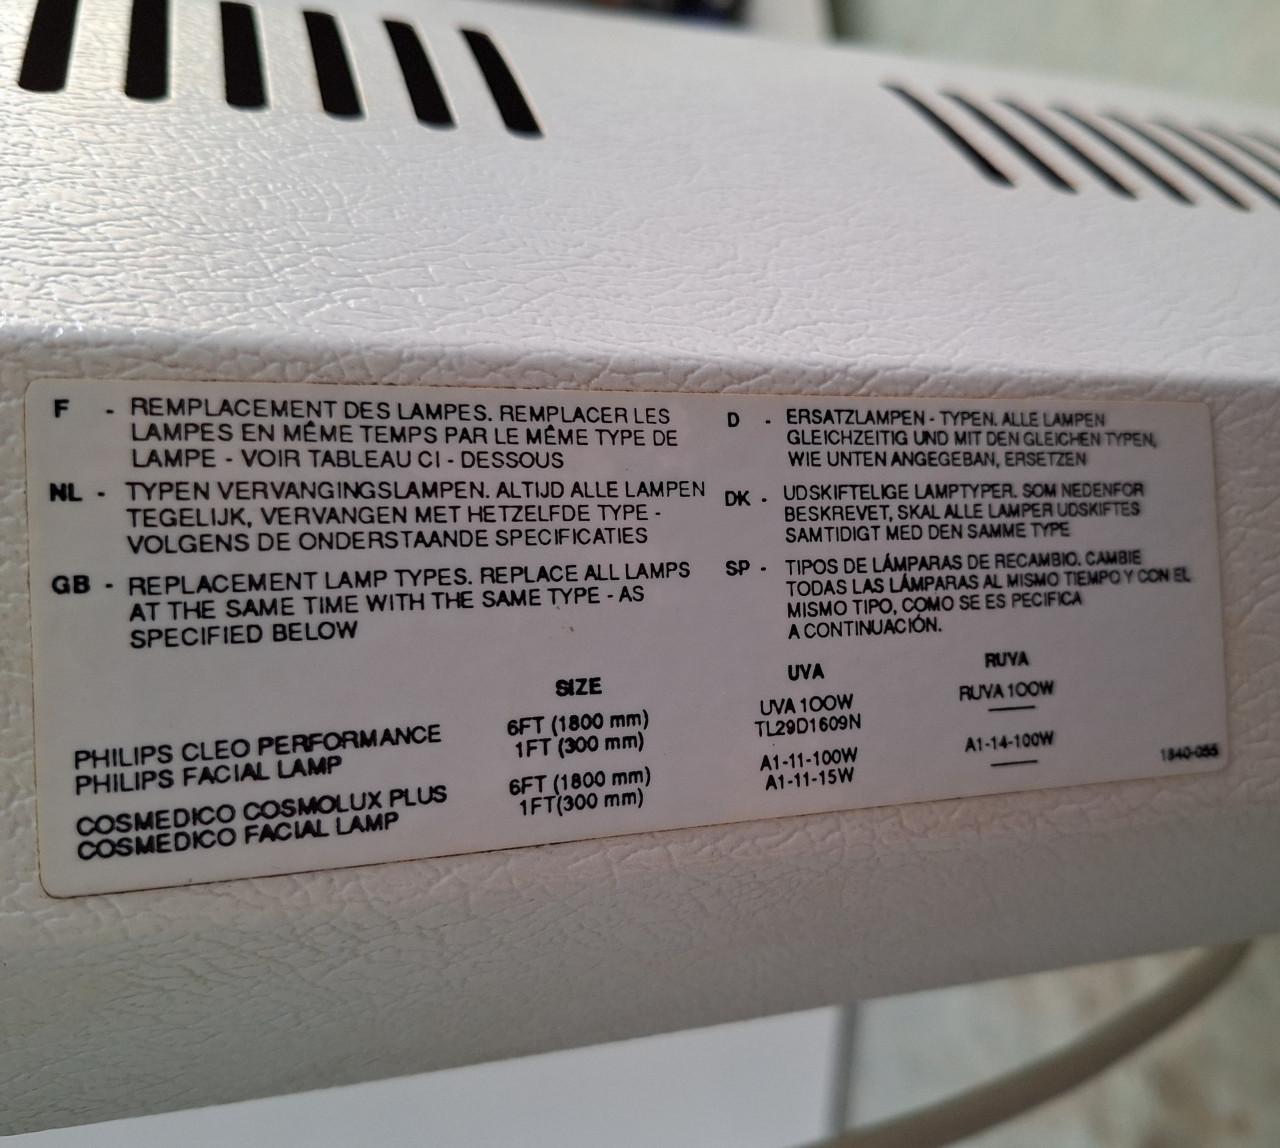 F - REMPLACEMENT DES LAMPES. REMPLACER LES
LAMPES EN MÊME TEMPS PAR LE MÊME TYPE DE
LAMPE - VOIR TABLEAU CI - DESSOUS
NL - TYPEN VERVANGINGSLAMPEN. ALTIJD ALLE LAMPEN
TEGELIJK, VERVANGEN MET HETZELFDE TYPE -
VOLGENS DE ONDERSTAANDE SPECIFICATIES
GB - REPLACEMENT LAMP TYPES. REPLACE ALL LAMPS
AT THE SAME TIME WITH THE SAME TYPE - AS
SPECIFIED BELOW
D - ERSATZLAMPEN - TYPEN. ALLE LAMPEN
GLEICHZEITIG UND MIT DEN GLEICHEN TYPEN,
WIE UNTEN ANGEGEBAN, ERSETZEN
DK - UDSKIFTELIGE LAMPTYPER. SOM NEDENFOR
BESKREVET, SKAL ALLE LAMPER UDSKIFTES
SAMTIDIGT MED DEN SAMME TYPE
SP - TIPOS DE LÁMPARAS DE RECAMBIO. CAMBIE
TODAS LAS LÁMPARAS AL MISMO TIEMPO Y CON EL
MISMO TIPO, COMO SE ES PECIFICA
A CONTINUACIÓN.
SIZE UVA RUVA
PHILIPS CLEO PERFORMANCE 6FT (1800 mm) UVA 100W RUVA 100W
PHILIPS FACIAL LAMP 1FT (300 mm) TL29D1609N —
COSMEDICO COSMOLUX PLUS 6FT (1800 mm) A1-11-100W A1-14-100W
COSMEDICO FACIAL LAMP 1FT(300 mm) A1-11-15W —
1840-055